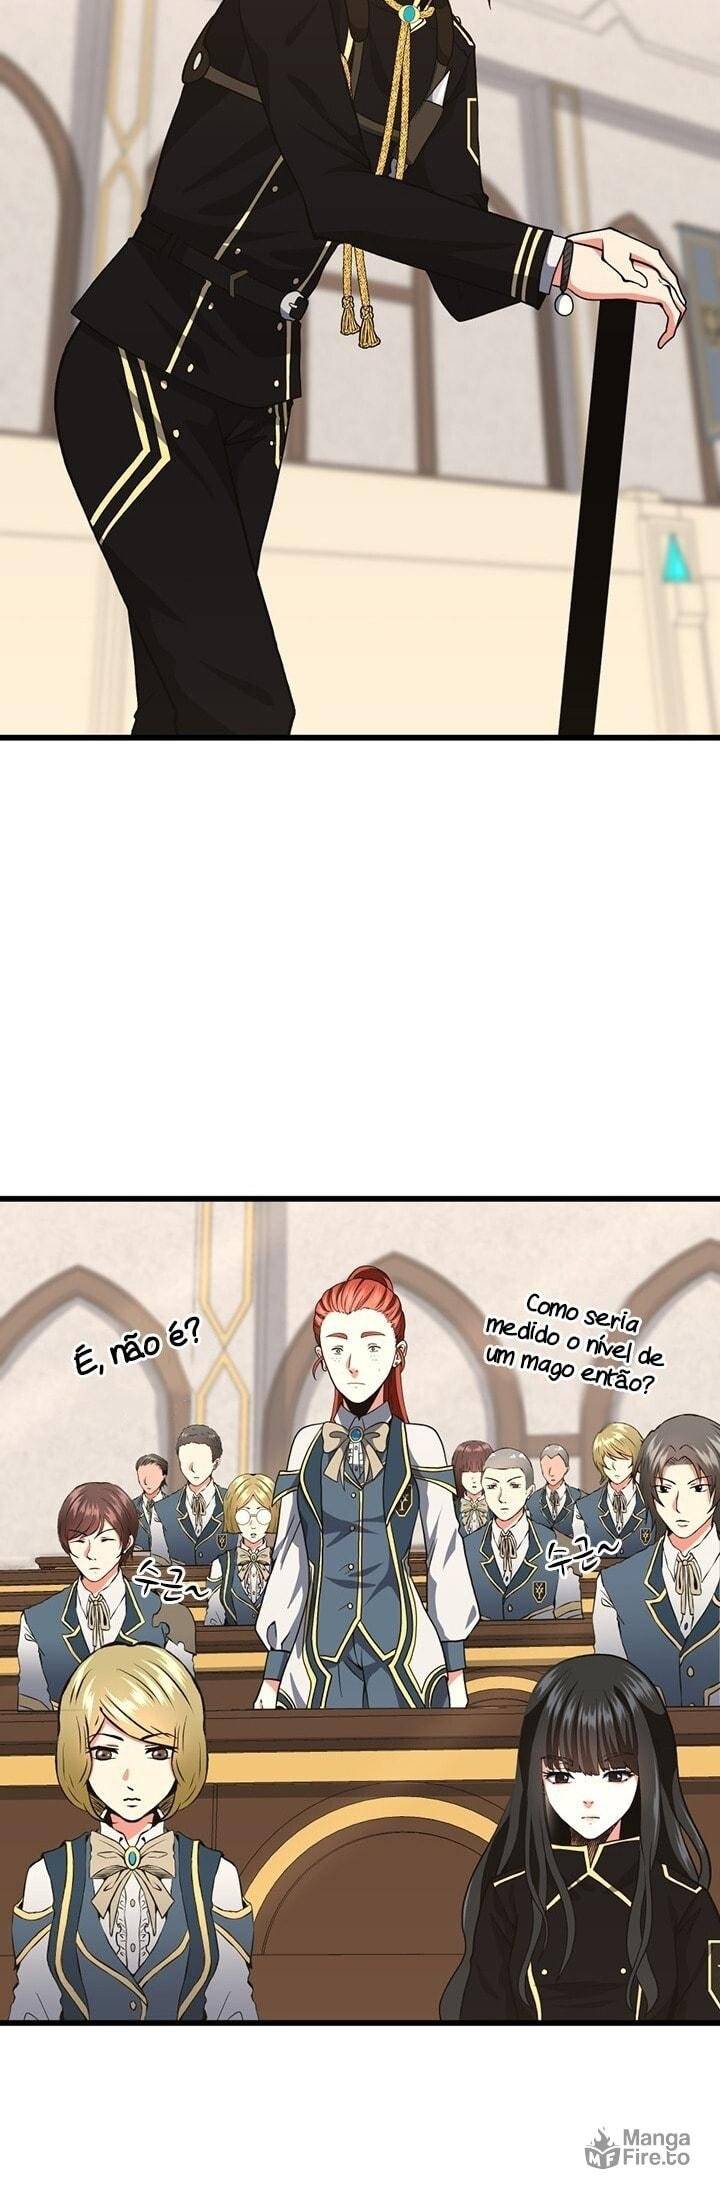 É, não é?
Como seria
medido o nível de
um mago então?
수근~
수근~
Manga
Fire.to